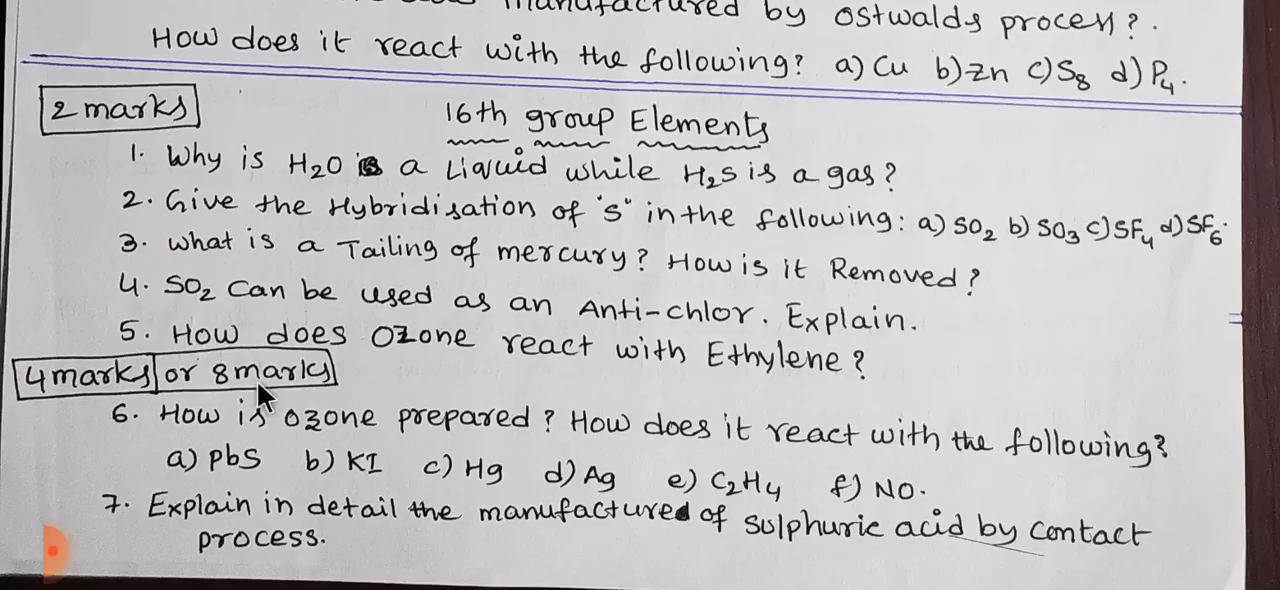 manufactured by ostwalds process?.
How does it react with the following? a) Cu b) Zn c) S8 d) P4.
2 marks
16th group Elements
1. Why is H2O is a Liquid while H2S is a gas?
2. Give the Hybridisation of "S" in the following: a) SO2 b) SO3 c) SF4 d) SF6.
3. What is a Tailing of mercury? How is it Removed?
4. SO2 Can be used as an Anti-chlor. Explain.
5. How does Ozone react with Ethylene?
4 marks or 8 marks
6. How is ozone prepared? How does it react with the following?
a) PbS b) KI c) Hg d) Ag e) C2H4 f) NO.
7. Explain in detail the manufactured of Sulphuric acid by Contact
process.